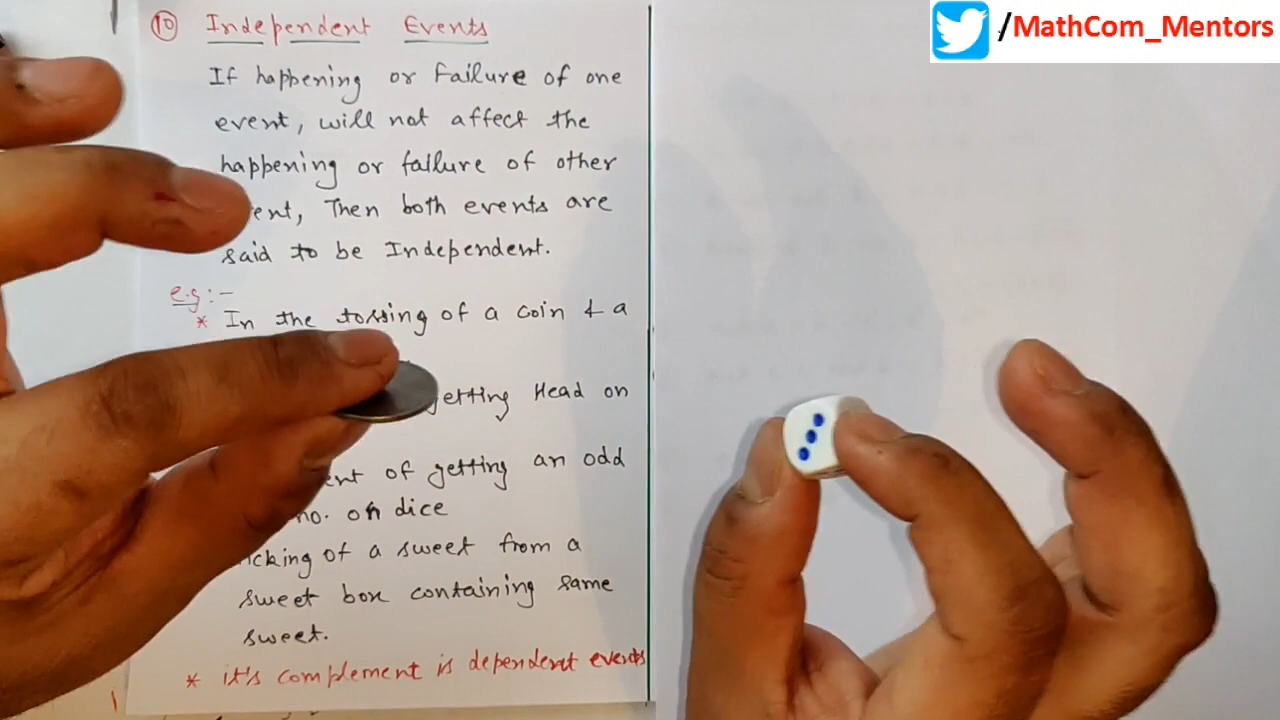 /MathCom_Mentors
10 Independent Events
If happening or Failure of one
event, will not affect the
happening or failure of other
ent, Then both events are
said to be Independent.
e.g:-
* In the tossing of a coin & a
getting Head on
ent of getting an odd
no. on dice
icking of a sweet from a
sweet box containing same
sweet.
* it's complement is dependent events